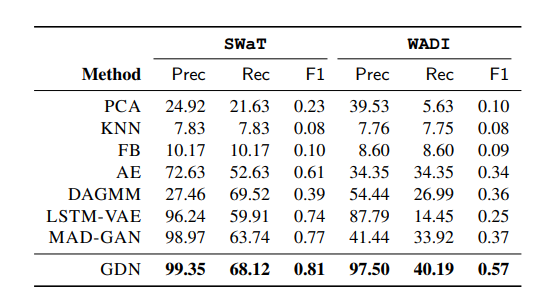 SWaT WADI
Method Prec Rec F1 Prec Rec F1
PCA 24.92 21.63 0.23 39.53 5.63 0.10
KNN 7.83 7.83 0.08 7.76 7.75 0.08
FB 10.17 10.17 0.10 8.60 8.60 0.09
AE 72.63 52.63 0.61 34.35 34.35 0.34
DAGMM 27.46 69.52 0.39 54.44 26.99 0.36
LSTM-VAE 96.24 59.91 0.74 87.79 14.45 0.25
MAD-GAN 98.97 63.74 0.77 41.44 33.92 0.37
GDN 99.35 68.12 0.81 97.50 40.19 0.57